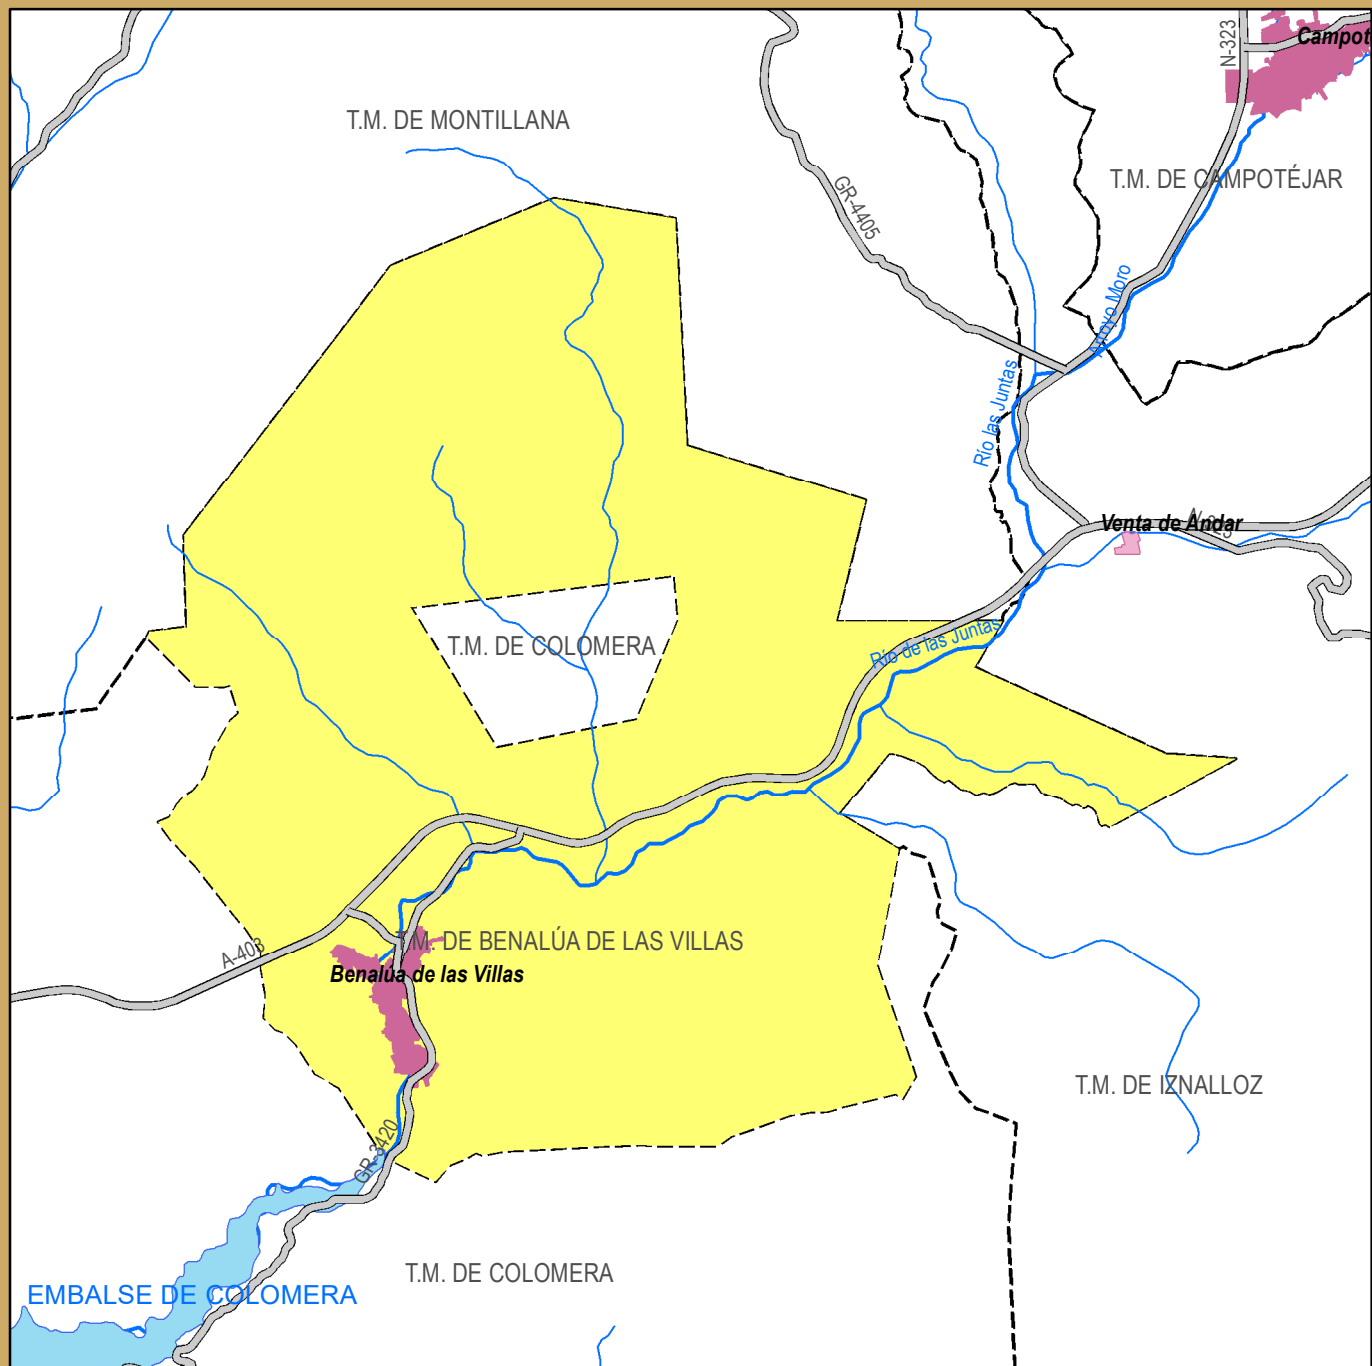 N-323
Campot
T.M. DE MONTILLANA
T.M. DE CAMPOTÉJAR
GR-4405
Arroyo Moro
Río las Juntas
Venta de Andar
N-323
Río de las Juntas
T.M. DE COLOMERA
T.M. DE BENALÚA DE LAS VILLAS
A-403
Benalúa de las Villas
T.M. DE IZNALLOZ
GR-3420
T.M. DE COLOMERA
EMBALSE DE COLOMERA